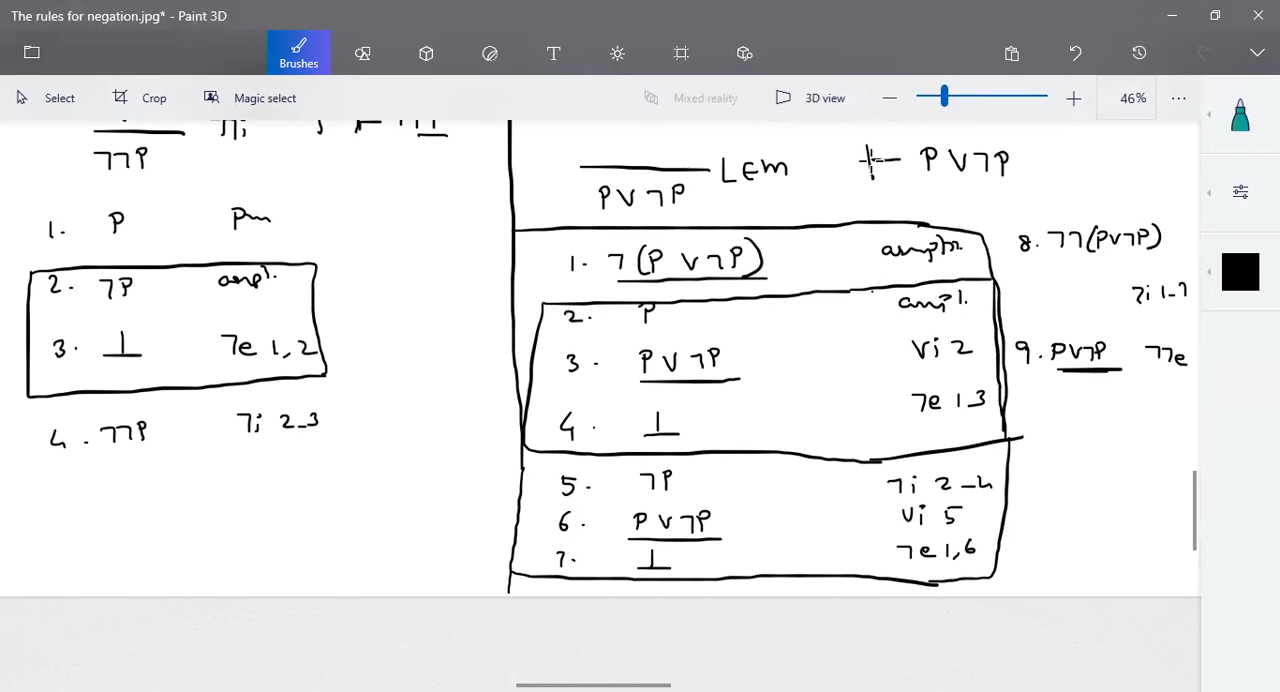 The rules for negation.jpg* - Paint 3D
Brushes
Select Crop Magic select Mixed reality 3D view 46%
¬¬P ¬i
1. P Pm
2. ¬P
3. ⊥ ¬e 1,2
4. ¬¬P ¬i 2-3
P∨¬P LEM ⊢ P∨¬P
1. ¬(P ∨¬P)
2. P
3. P∨¬P ∨i 2
4. ⊥ ¬e 1.3
5. ¬P ¬i 2-4
6. P∨¬P ∨i 5
7. ⊥ ¬e 1,6
8. ¬¬(P∨¬P)
¬i 1-7
9. P∨¬P ¬¬e